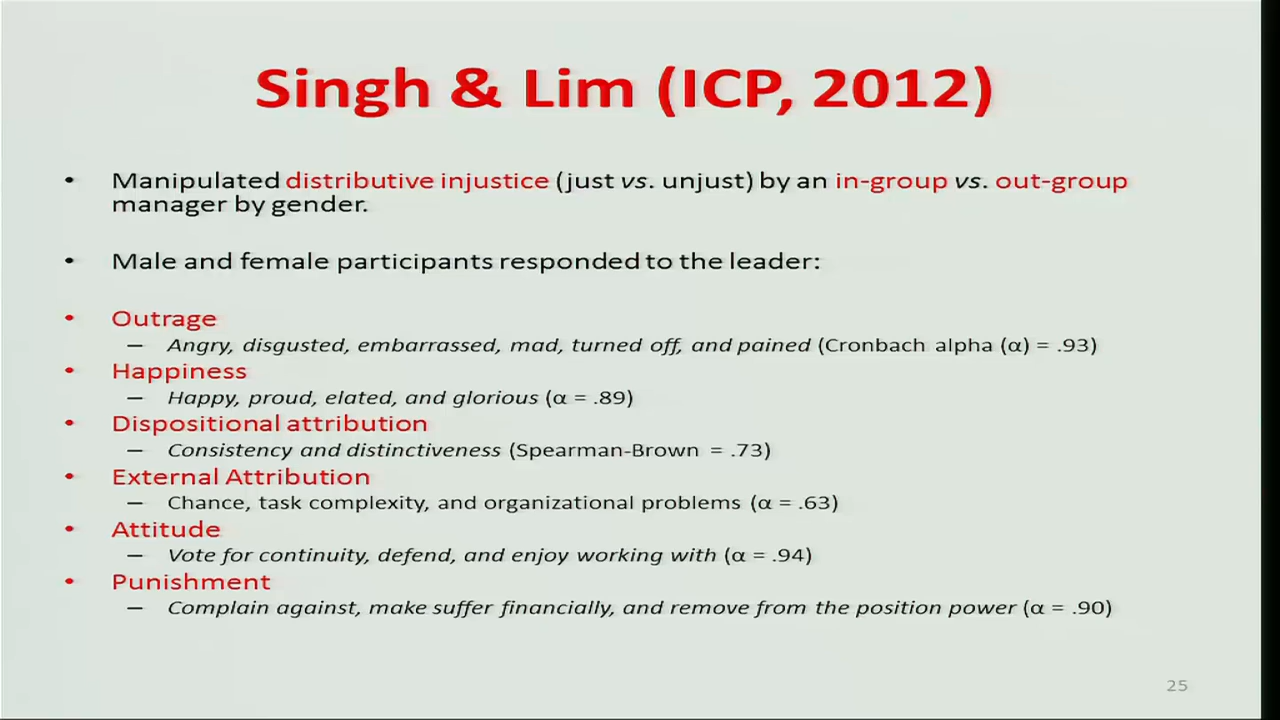 Singh & Lim (ICP, 2012)
• Manipulated distributive injustice (just vs. unjust) by an in-group vs. out-group
manager by gender.
• Male and female participants responded to the leader:
• Outrage
– Angry, disgusted, embarrassed, mad, turned off, and pained (Cronbach alpha (α) = .93)
• Happiness
– Happy, proud, elated, and glorious (α = .89)
• Dispositional attribution
– Consistency and distinctiveness (Spearman-Brown = .73)
• External Attribution
– Chance, task complexity, and organizational problems (α = .63)
• Attitude
– Vote for continuity, defend, and enjoy working with (α = .94)
• Punishment
– Complain against, make suffer financially, and remove from the position power (α = .90)
25